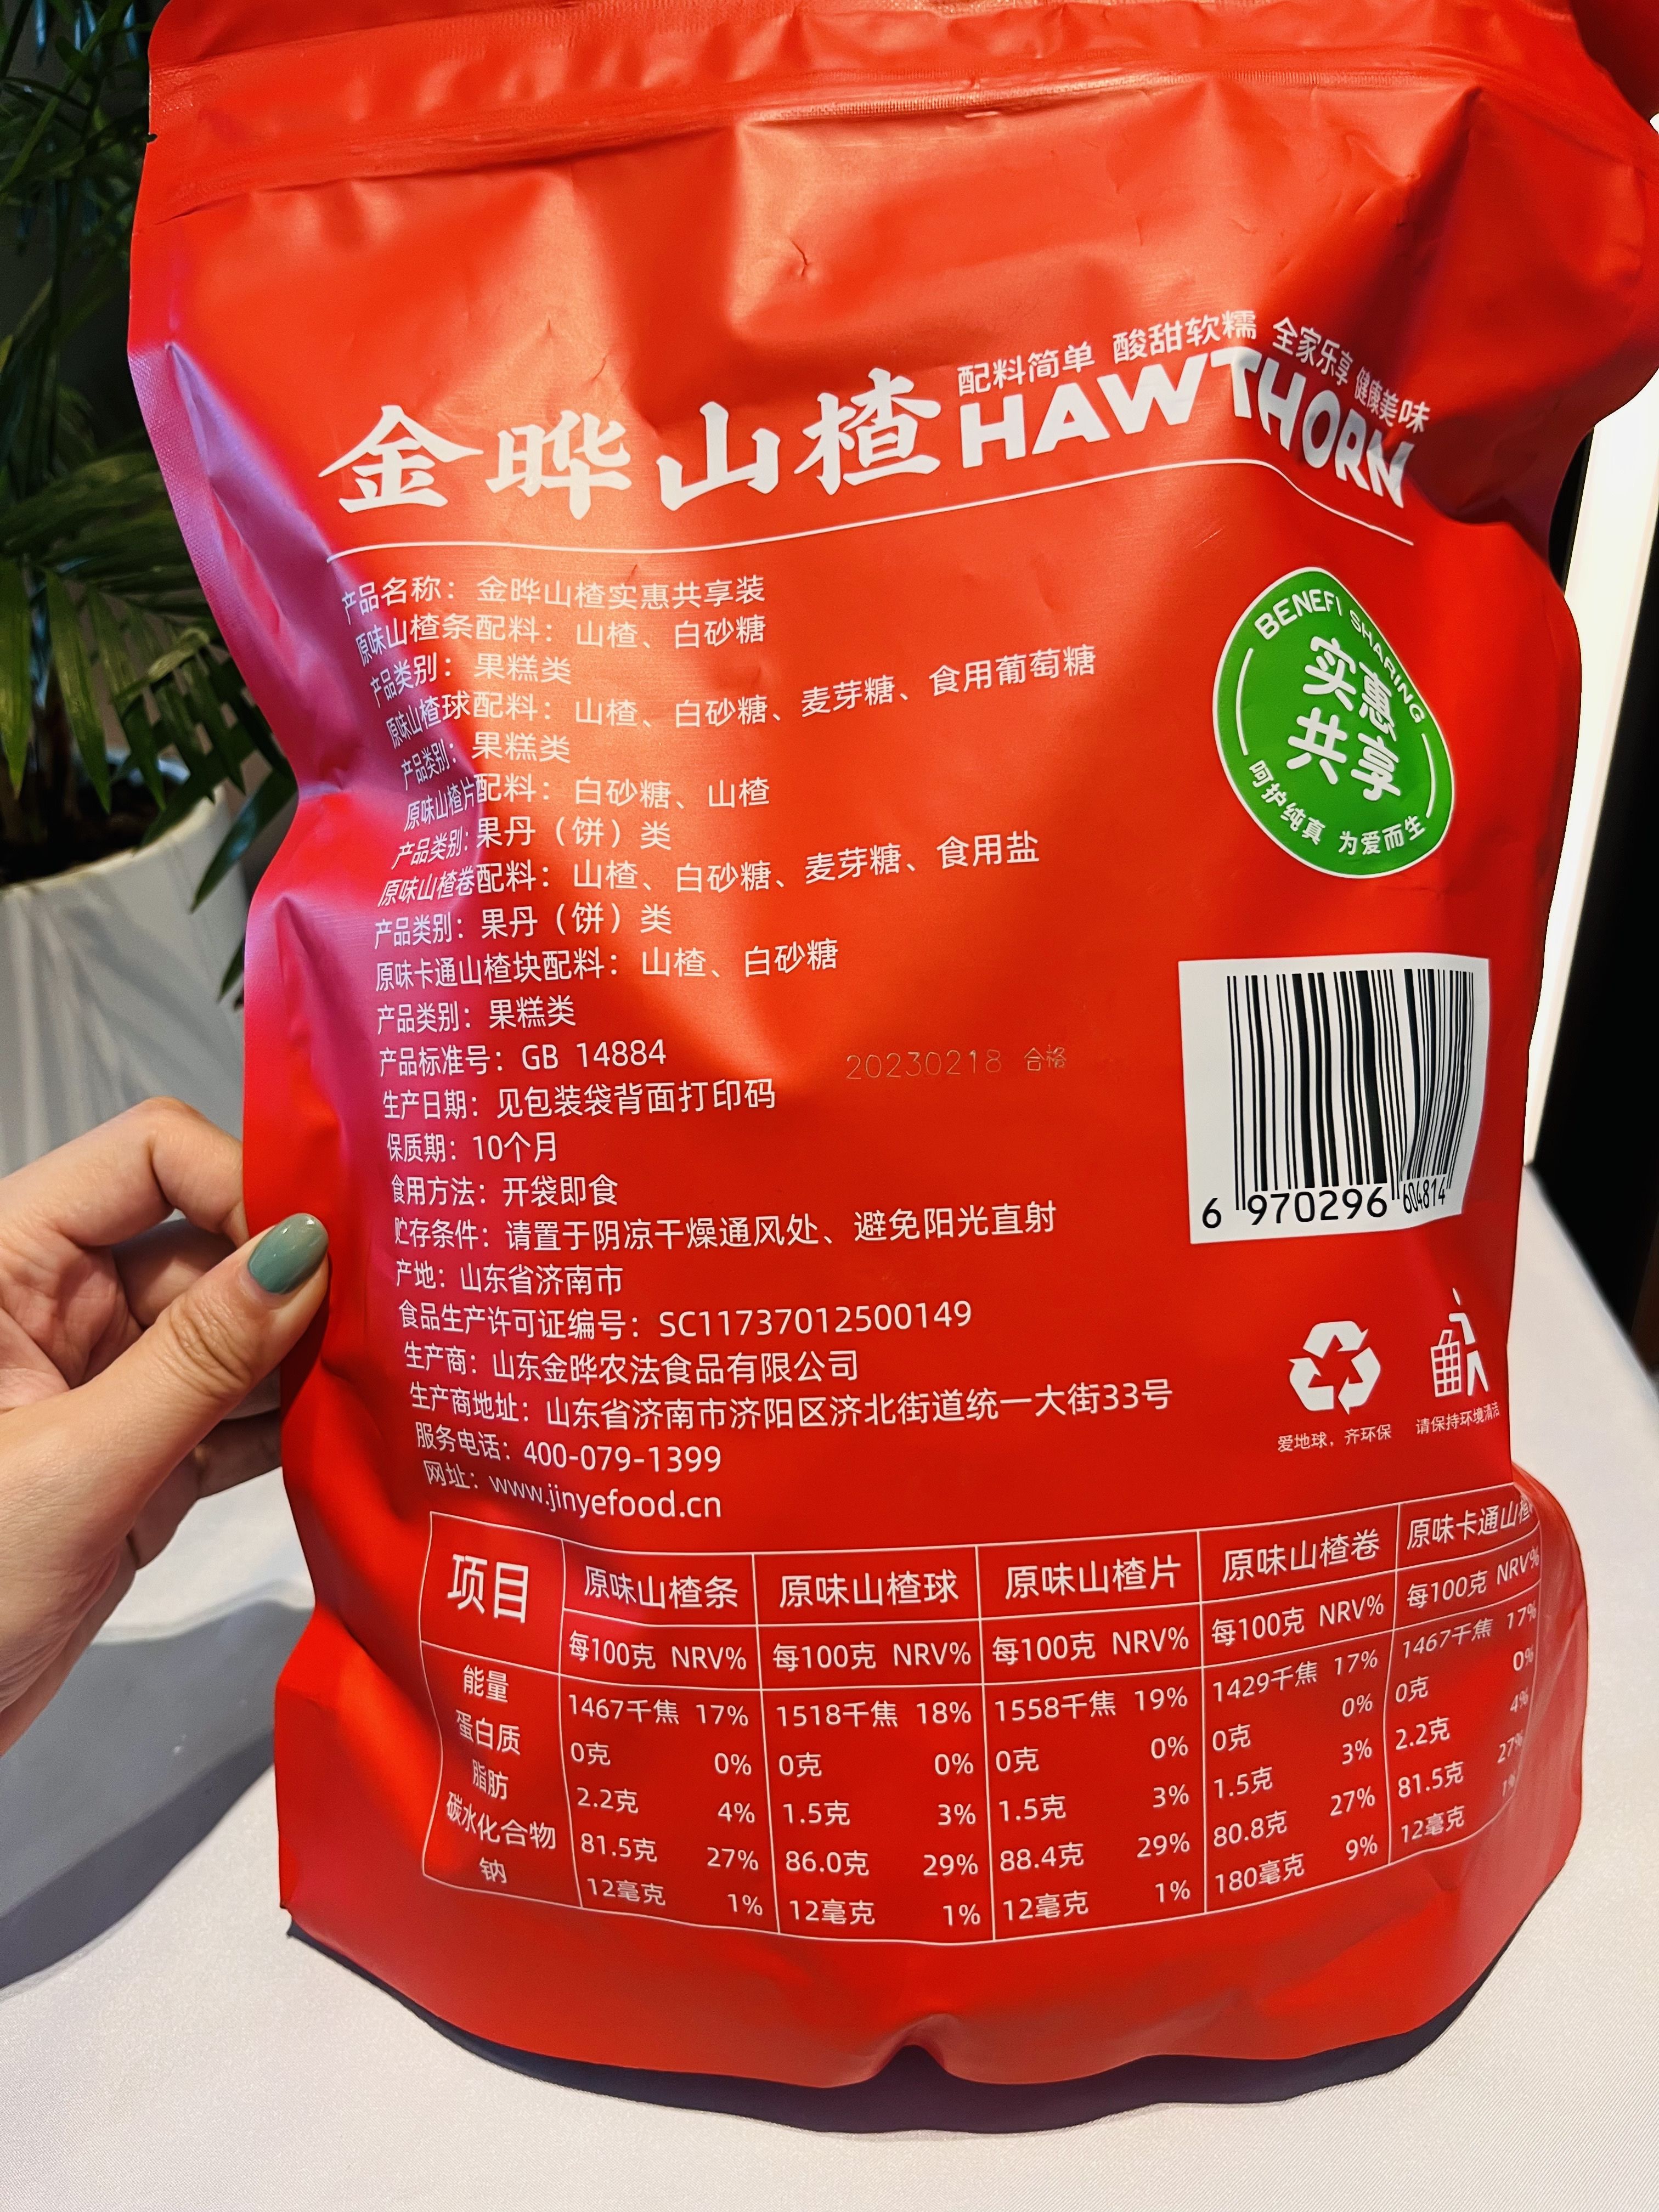 配料简单 酸甜软糯 全家乐享 健康美味
金晔山楂 HAWTHORN
产品名称：金晔山楂实惠共享装
原味山楂条配料：山楂、白砂糖
产品类别：果糕类
原味山楂球配料：山楂、白砂糖、麦芽糖、食用葡萄糖
产品类别：果糕类
原味山楂片配料：白砂糖、山楂
产品类别：果丹（饼）类
原味山楂卷配料：山楂、白砂糖、麦芽糖、食用盐
产品类别：果丹（饼）类
原味卡通山楂块配料：山楂、白砂糖
产品类别：果糕类
产品标准号：GB 14884
生产日期：见包装袋背面打印码
20230218 合格
保质期：10个月
食用方法：开袋即食
贮存条件：请置于阴凉干燥通风处、避免阳光直射
产地：山东省济南市
食品生产许可证编号：SC11737012500149
生产商：山东金晔农法食品有限公司
生产商地址：山东省济南市济阳区济北街道统一大街33号
服务电话：400-079-1399
网址：www.jinyefood.cn
BENEFI SHARING
实惠
共享
呵护纯真 为爱而生
6 970296 604814
爱地球，齐环保
请保持环境清洁
项目 原味山楂条 原味山楂球 原味山楂片 原味山楂卷 原味卡通山楂
每100克 NRV% 每100克 NRV% 每100克 NRV% 每100克 NRV% 每100克 NRV%
能量 1467千焦 17% 1518千焦 18% 1558千焦 19% 1429千焦 17% 1467千焦 17%
蛋白质 0克 0% 0克 0% 0克 0% 0克 0% 0克 0%
脂肪 2.2克 4% 1.5克 3% 1.5克 3% 1.5克 3% 2.2克 4%
碳水化合物 81.5克 27% 86.0克 29% 88.4克 29% 80.8克 27% 81.5克 27%
钠 12毫克 1% 12毫克 1% 12毫克 1% 180毫克 9% 12毫克 1%